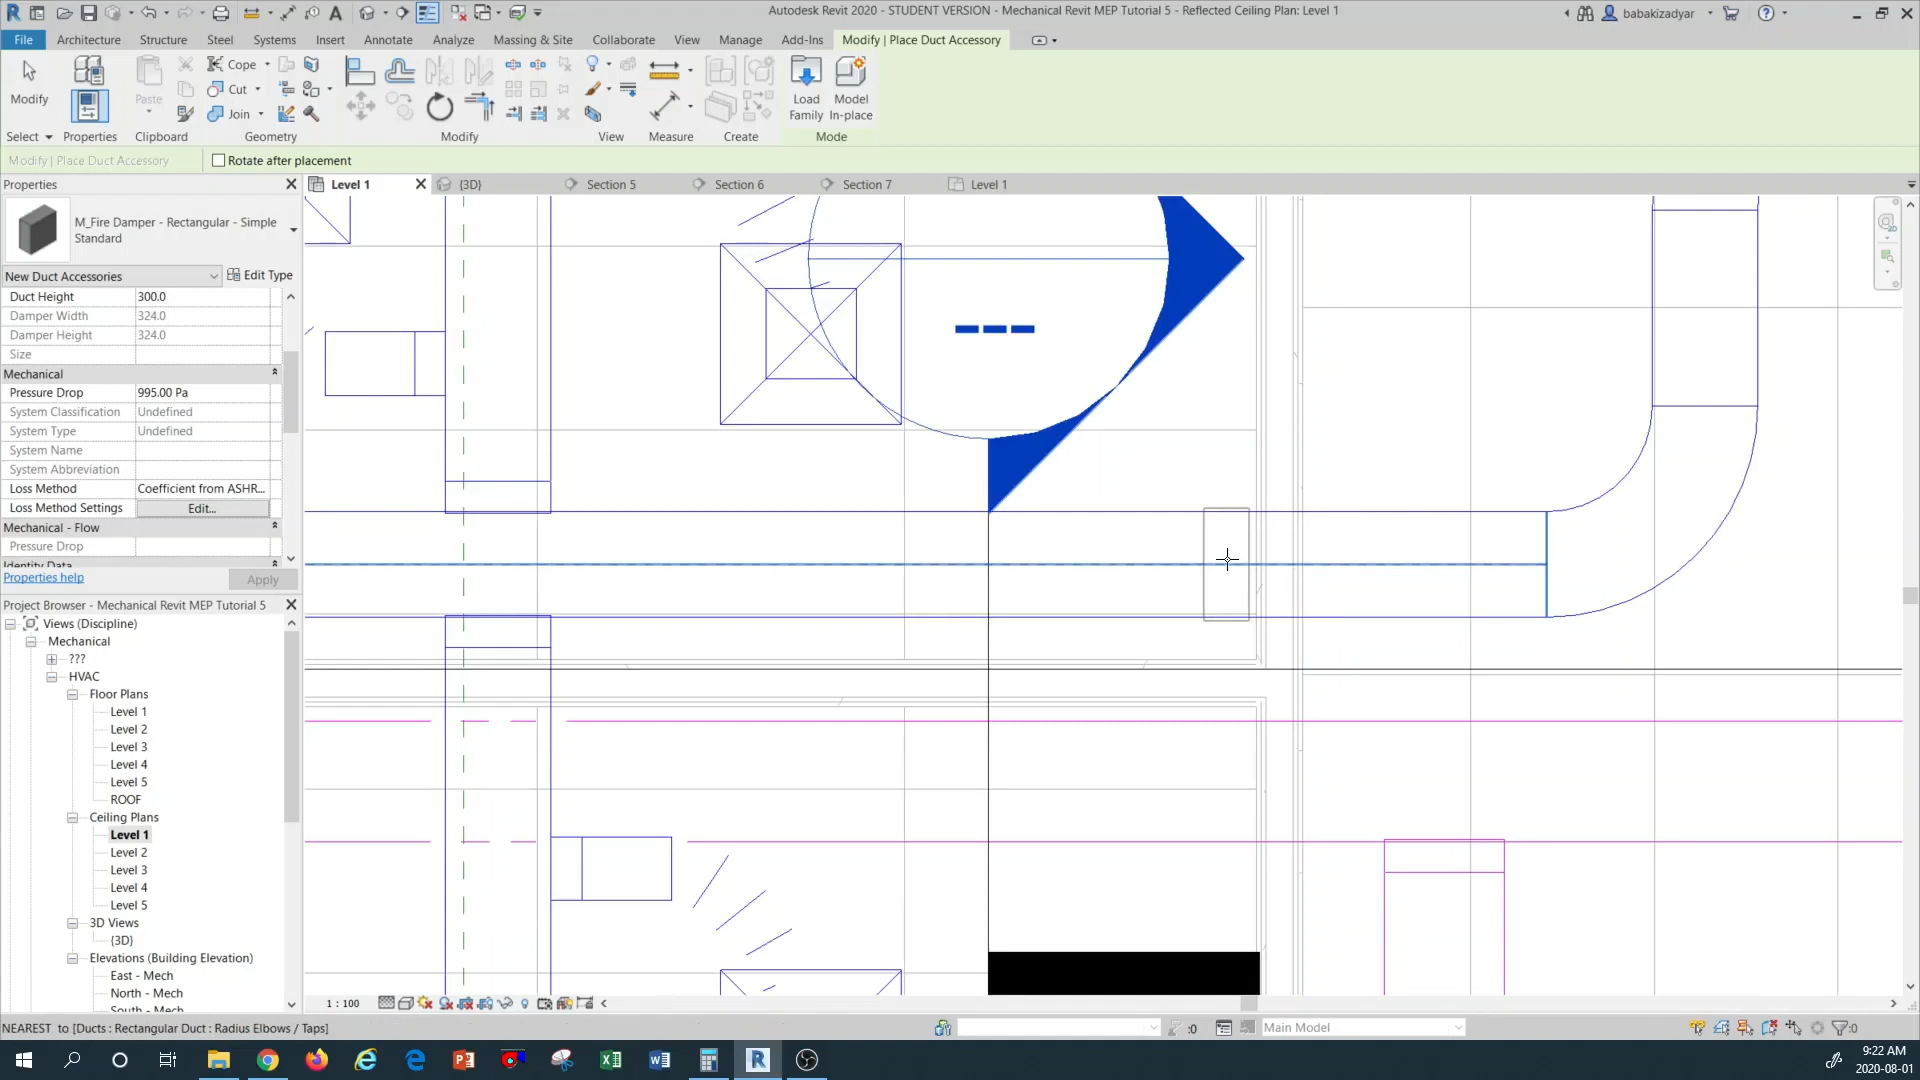 Autodesk Revit 2020 - STUDENT VERSION - Mechanical Revit MEP Tutorial 5 - Reflected Ceiling Plan: Level 1
babakizadyar
File
Architecture
Structure
Steel
Systems
Insert
Annotate
Analyze
Massing & Site
Collaborate
View
Manage
Add-Ins
Modify | Place Duct Accessory
Modify
Paste
Cope
Cut
Join
Load
Family
Model
In-place
Select
Properties
Clipboard
Geometry
Modify
View
Measure
Create
Mode
Modify | Place Duct Accessory
Rotate after placement
Properties
Level 1
{3D}
Section 5
Section 6
Section 7
Level 1
M_Fire Damper - Rectangular - Simple
Standard
New Duct Accessories
Edit Type
Duct Height 300.0
Damper Width 324.0
Damper Height 324.0
Size
Mechanical
Pressure Drop 995.00 Pa
System Classification Undefined
System Type Undefined
System Name
System Abbreviation
Loss Method Coefficient from ASHR...
Loss Method Settings Edit...
Mechanical - Flow
Pressure Drop
Identity Data
Properties help
Apply
Project Browser - Mechanical Revit MEP Tutorial 5
Views (Discipline)
Mechanical
???
HVAC
Floor Plans
Level 1
Level 2
Level 3
Level 4
Level 5
ROOF
Ceiling Plans
Level 1
Level 2
Level 3
Level 4
Level 5
3D Views
{3D}
Elevations (Building Elevation)
East - Mech
North - Mech
South - Mech
1 : 100
NEAREST to [Ducts : Rectangular Duct : Radius Elbows / Taps]
:0
Main Model
:0
9:22 AM
2020-08-01